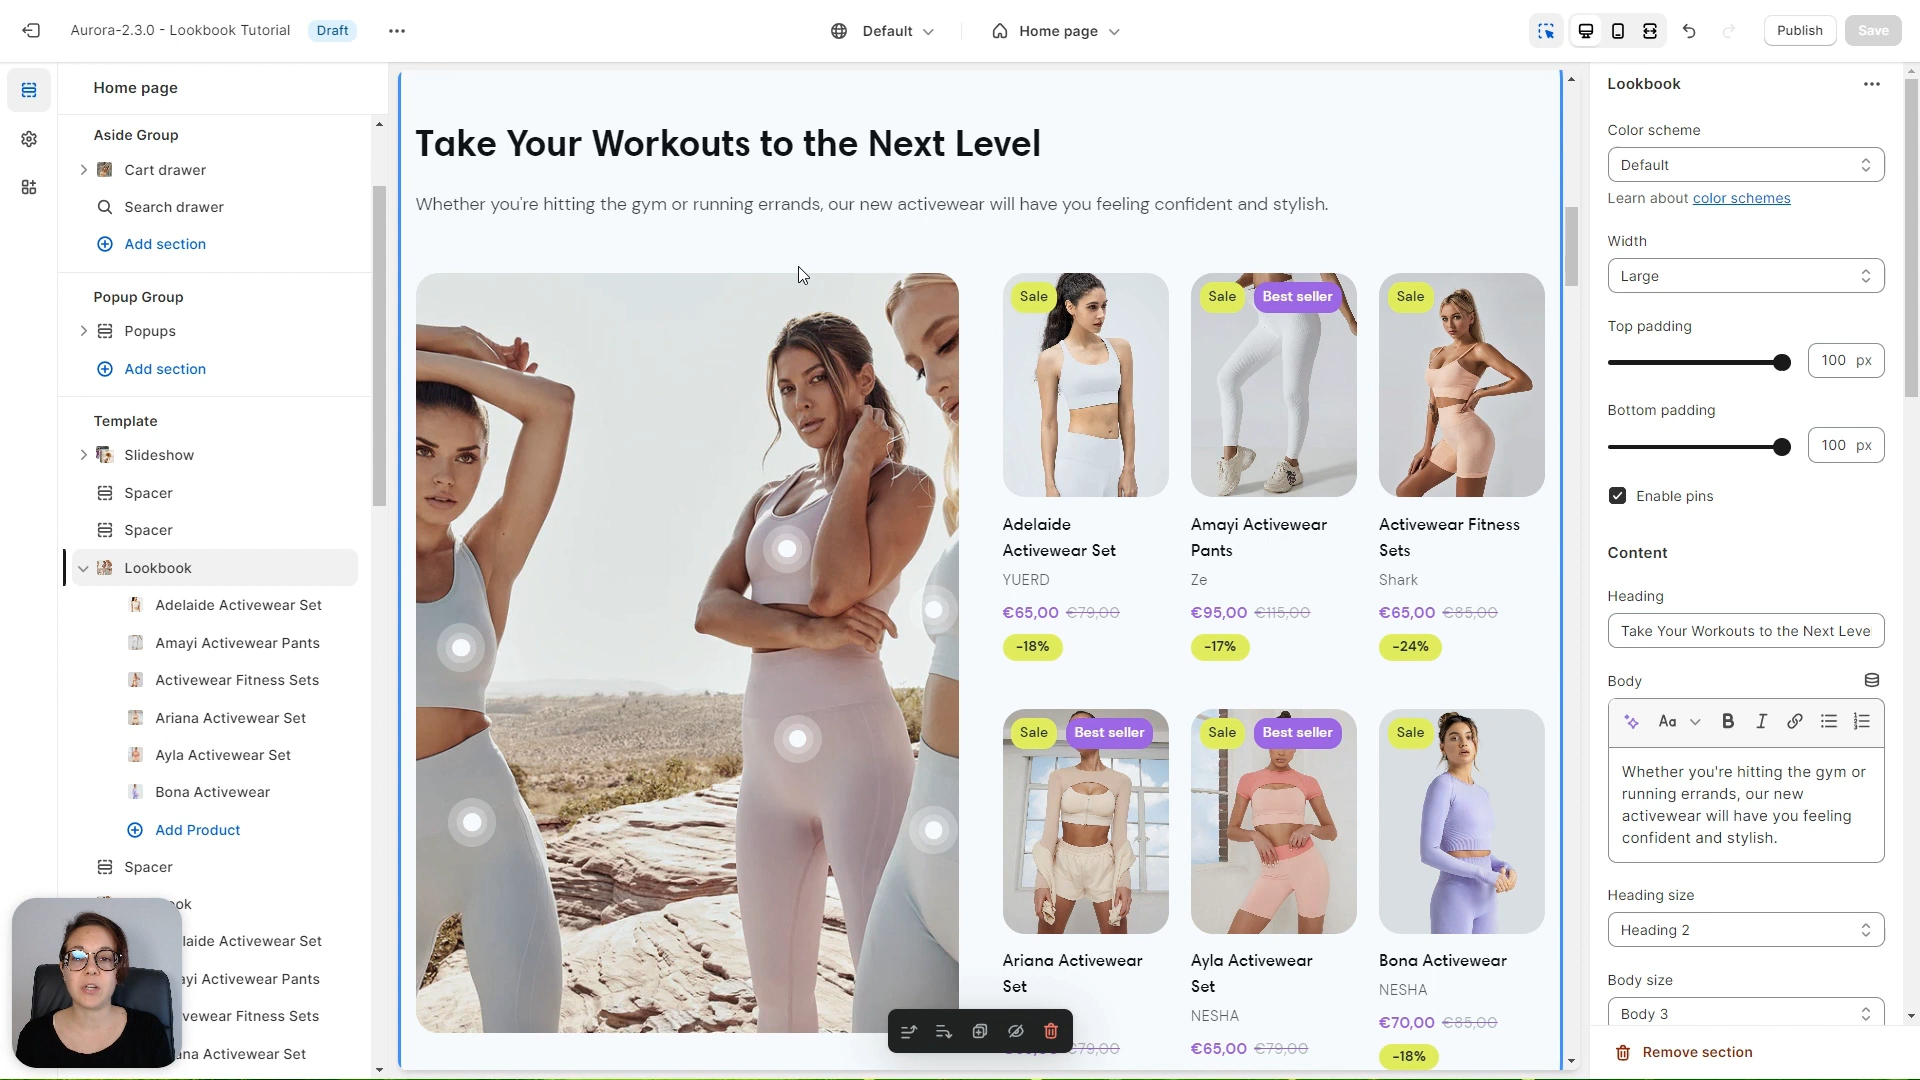 Aurora-2.3.0 - Lookbook Tutorial
Draft
Default
Home page
Publish
Save
Home page
Aside Group
Cart drawer
Search drawer
Add section
Popup Group
Popups
Add section
Template
Slideshow
Spacer
Spacer
Lookbook
Adelaide Activewear Set
Amayi Activewear Pants
Activewear Fitness Sets
Ariana Activewear Set
Ayla Activewear Set
Bona Activewear
Add Product
Spacer
ook
laide Activewear Set
ayi Activewear Pants
vewear Fitness Sets
ana Activewear Set
Take Your Workouts to the Next Level
Whether you're hitting the gym or running errands, our new activewear will have you feeling confident and stylish.
Sale
Adelaide
Activewear Set
YUERD
€65,00 €79,00
-18%
Sale
Best seller
Amayi Activewear
Pants
Ze
€95,00 €115,00
-17%
Sale
Activewear Fitness
Sets
Shark
€65,00 €85,00
-24%
Sale
Best seller
Ariana Activewear
Set
€79,00
Sale
Best seller
Ayla Activewear
Set
NESHA
€65,00 €79,00
Sale
Bona Activewear
NESHA
€70,00 €85,00
-18%
Lookbook
Color scheme
Default
Learn about color schemes
Width
Large
Top padding
100 px
Bottom padding
100 px
Enable pins
Content
Heading
Take Your Workouts to the Next Leve
Body
Aa
B
I
Whether you're hitting the gym or
running errands, our new
activewear will have you feeling
confident and stylish.
Heading size
Heading 2
Body size
Body 3
Remove section